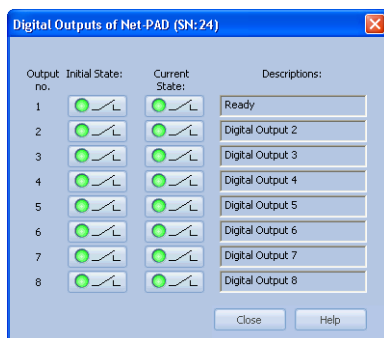 Digital Outputs of Net-PAD (SN:24)
Output no. Initial State: Current State: Descriptions:
1 Ready
2 Digital Output 2
3 Digital Output 3
4 Digital Output 4
5 Digital Output 5
6 Digital Output 6
7 Digital Output 7
8 Digital Output 8
Close Help